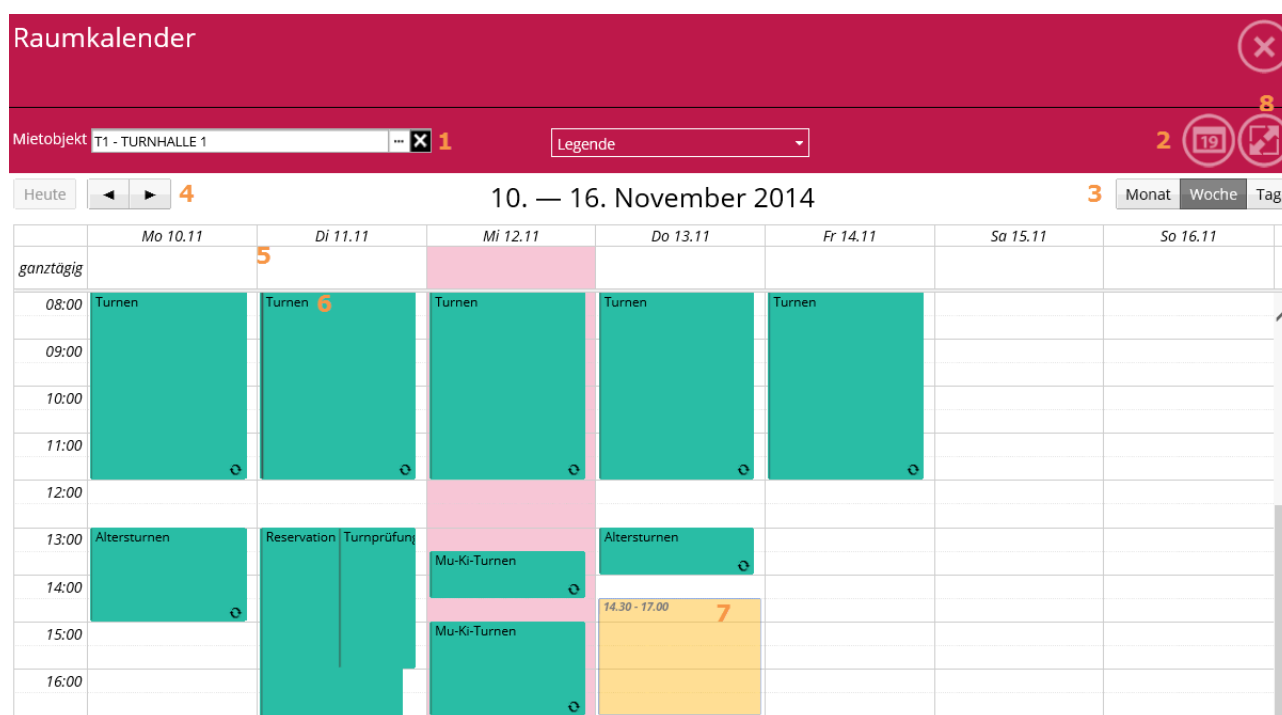 Raumkalender
8
Mietobjekt T1 - TURNHALLE 1 ... 1 Legende 2 19
Heute 4 10. — 16. November 2014 3 Monat Woche Tag
Mo 10.11 Di 11.11 Mi 12.11 Do 13.11 Fr 14.11 Sa 15.11 So 16.11
5
ganztägig
08:00 Turnen Turnen 6 Turnen Turnen Turnen
09:00
10:00
11:00
12:00
13:00 Altersturnen Reservation Turnprüfung Altersturnen
Mu-Ki-Turnen
14:00
14.30 - 17.00 7
15:00 Mu-Ki-Turnen
16:00